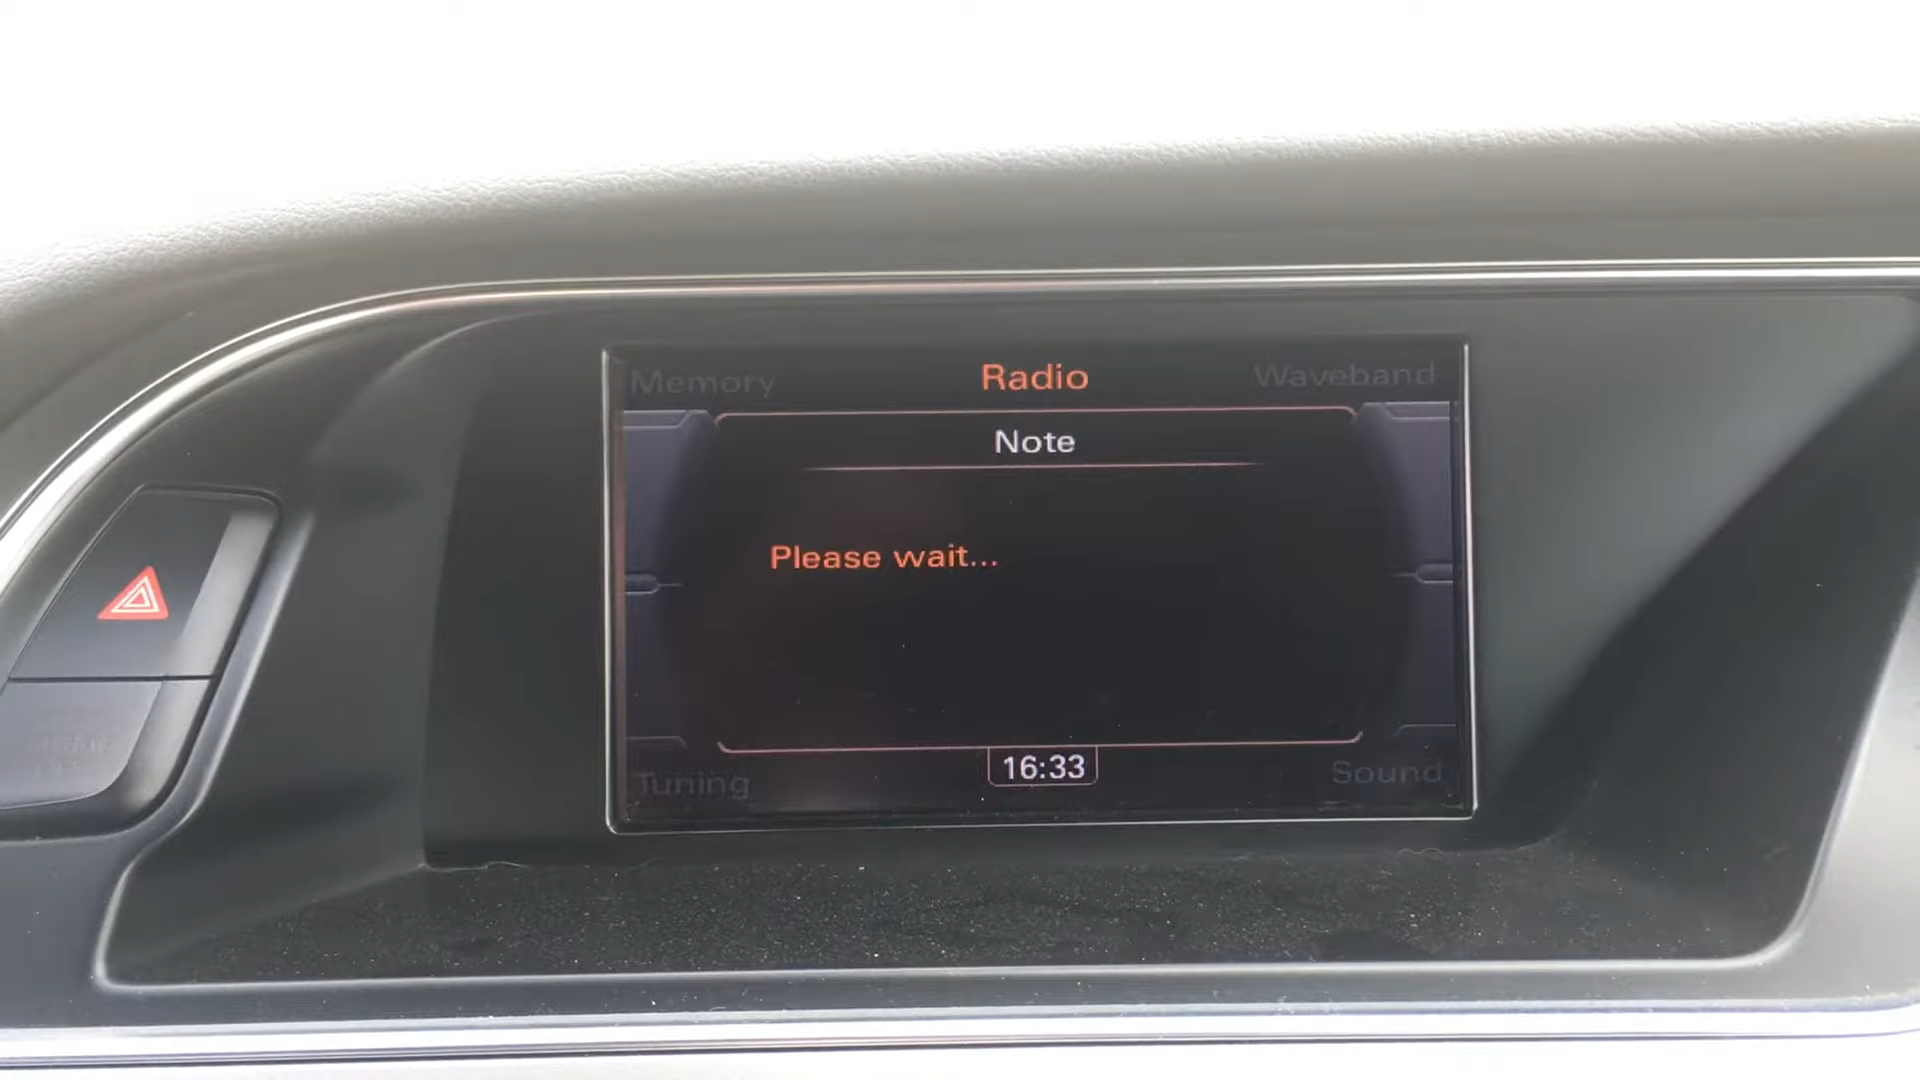 Memory
Radio
Waveband
Note
Please wait...
16:33
Tuning
Sound